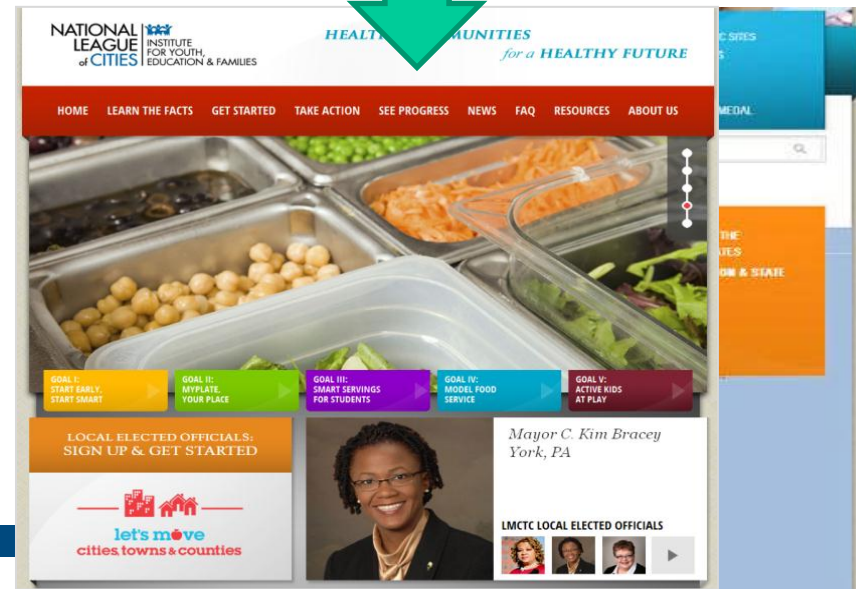 NATIONAL
LEAGUE
of CITIES
INSTITUTE
FOR YOUTH,
EDUCATION & FAMILIES
for a HEALTHY FUTURE
HOME LEARN THE FACTS GET STARTED TAKE ACTION SEE PROGRESS NEWS FAQ RESOURCES ABOUT US
GOAL I:
START EARLY,
START SMART
GOAL II:
MYPLATE,
YOUR PLACE
GOAL III:
SMART SERVINGS
FOR STUDENTS
GOAL IV:
MODEL FOOD
SERVICE
GOAL V:
ACTIVE KIDS
AT PLAY
LOCAL ELECTED OFFICIALS:
SIGN UP & GET STARTED
let's move
cities, towns & counties
Mayor C. Kim Bracey
York, PA
LMCTC LOCAL ELECTED OFFICIALS
SITES
MEDAL
THE
& STATE